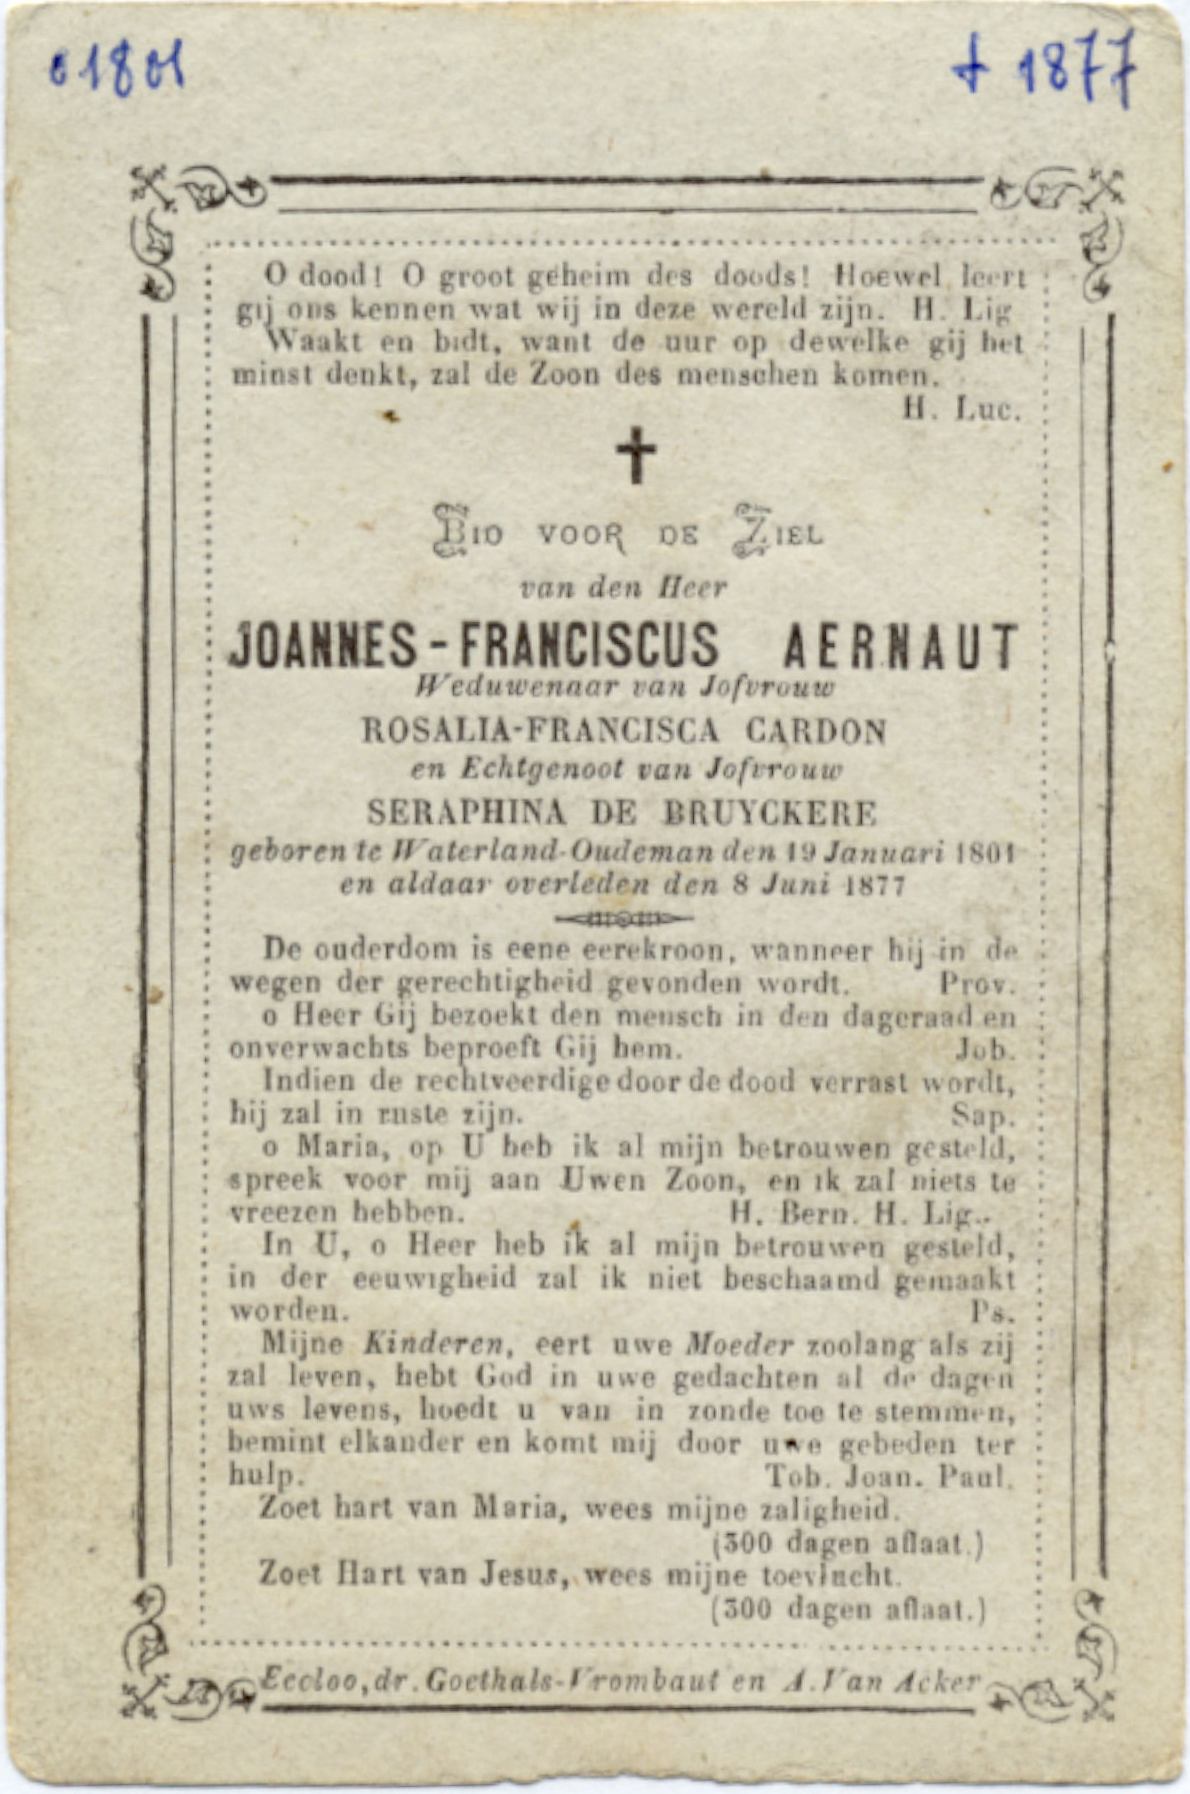 o 1801 † 1877
O dood! O groot geheim des doods! Hoewel leert
gij ons kennen wat wij in deze wereld zijn. H. Lig
Waakt en bidt, want de uur op dewelke gij het
minst denkt, zal de Zoon des menschen komen.
H. Luc.
✝
BID VOOR DE ZIEL
van den Heer
JOANNES-FRANCISCUS AERNAUT
Weduwenaar van Jofvrouw
ROSALIA-FRANCISCA CARDON
en Echtgenoot van Jofvrouw
SERAPHINA DE BRUYCKERE
geboren te Waterland-Oudeman den 19 Januari 1801
en aldaar overleden den 8 Juni 1877
De ouderdom is eene eerekroon, wanneer hij in de
wegen der gerechtigheid gevonden wordt. Prov.
o Heer Gij bezoekt den mensch in den dageraad en
onverwachts beproeft Gij hem. Job.
Indien de rechtveerdige door de dood verrast wordt,
hij zal in ruste zijn. Sap.
o Maria, op U heb ik al mijn betrouwen gesteld,
spreek voor mij aan Uwen Zoon, en ik zal niets te
vreezen hebben. H. Bern. H. Lig..
In U, o Heer heb ik al mijn betrouwen gesteld,
in der eeuwigheid zal ik niet beschaamd gemaakt
worden. Ps.
Mijne Kinderen, eert uwe Moeder zoolang als zij
zal leven, hebt God in uwe gedachten al de dagen
uws levens, hoedt u van in zonde toe te stemmen,
bemint elkander en komt mij door uwe gebeden ter
hulp. Tob. Joan. Paul.
Zoet hart van Maria, wees mijne zaligheid.
(300 dagen aflaat.)
Zoet Hart van Jesus, wees mijne toevlucht.
(300 dagen aflaat.)
Eccloo, dr. Goethals-Vrombaut en A. Van Acker